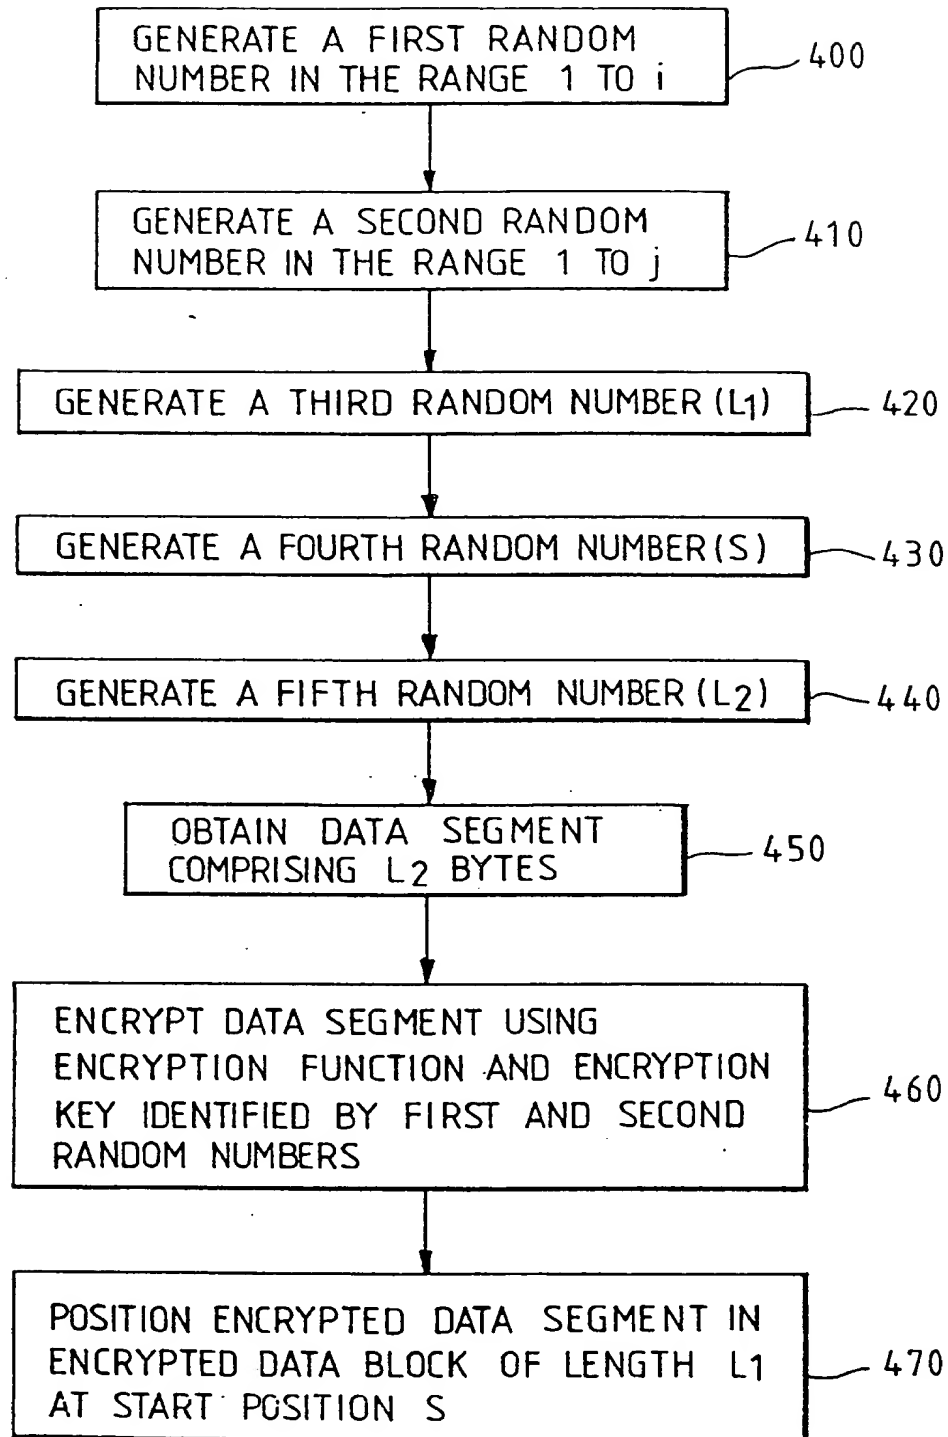 GENERATE A FIRST RANDOM
NUMBER IN THE RANGE 1 TO i
400
GENERATE A SECOND RANDOM
NUMBER IN THE RANGE 1 TO j
410
GENERATE A THIRD RANDOM NUMBER (L1)
420
GENERATE A FOURTH RANDOM NUMBER (S)
430
GENERATE A FIFTH RANDOM NUMBER (L2)
440
OBTAIN DATA SEGMENT
COMPRISING L2 BYTES
450
ENCRYPT DATA SEGMENT USING
ENCRYPTION FUNCTION AND ENCRYPTION
KEY IDENTIFIED BY FIRST AND SECOND
RANDOM NUMBERS
460
POSITION ENCRYPTED DATA SEGMENT IN
ENCRYPTED DATA BLOCK OF LENGTH L1
AT START POSITION S
470